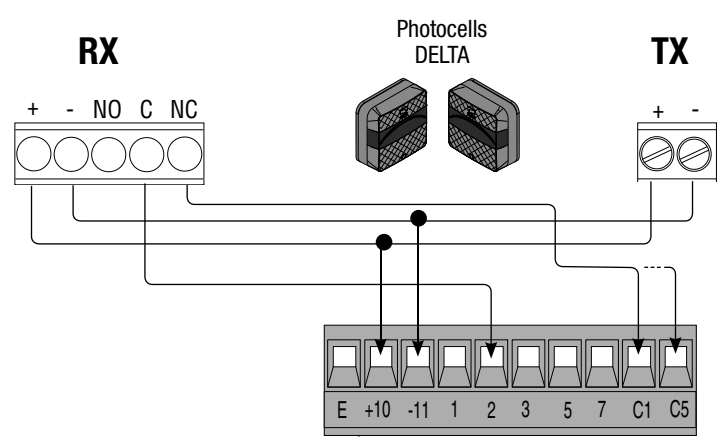 RX
Photocells
DELTA
TX
+ - NO C NC
+ -
E +10 -11 1 2 3 5 7 C1 C5